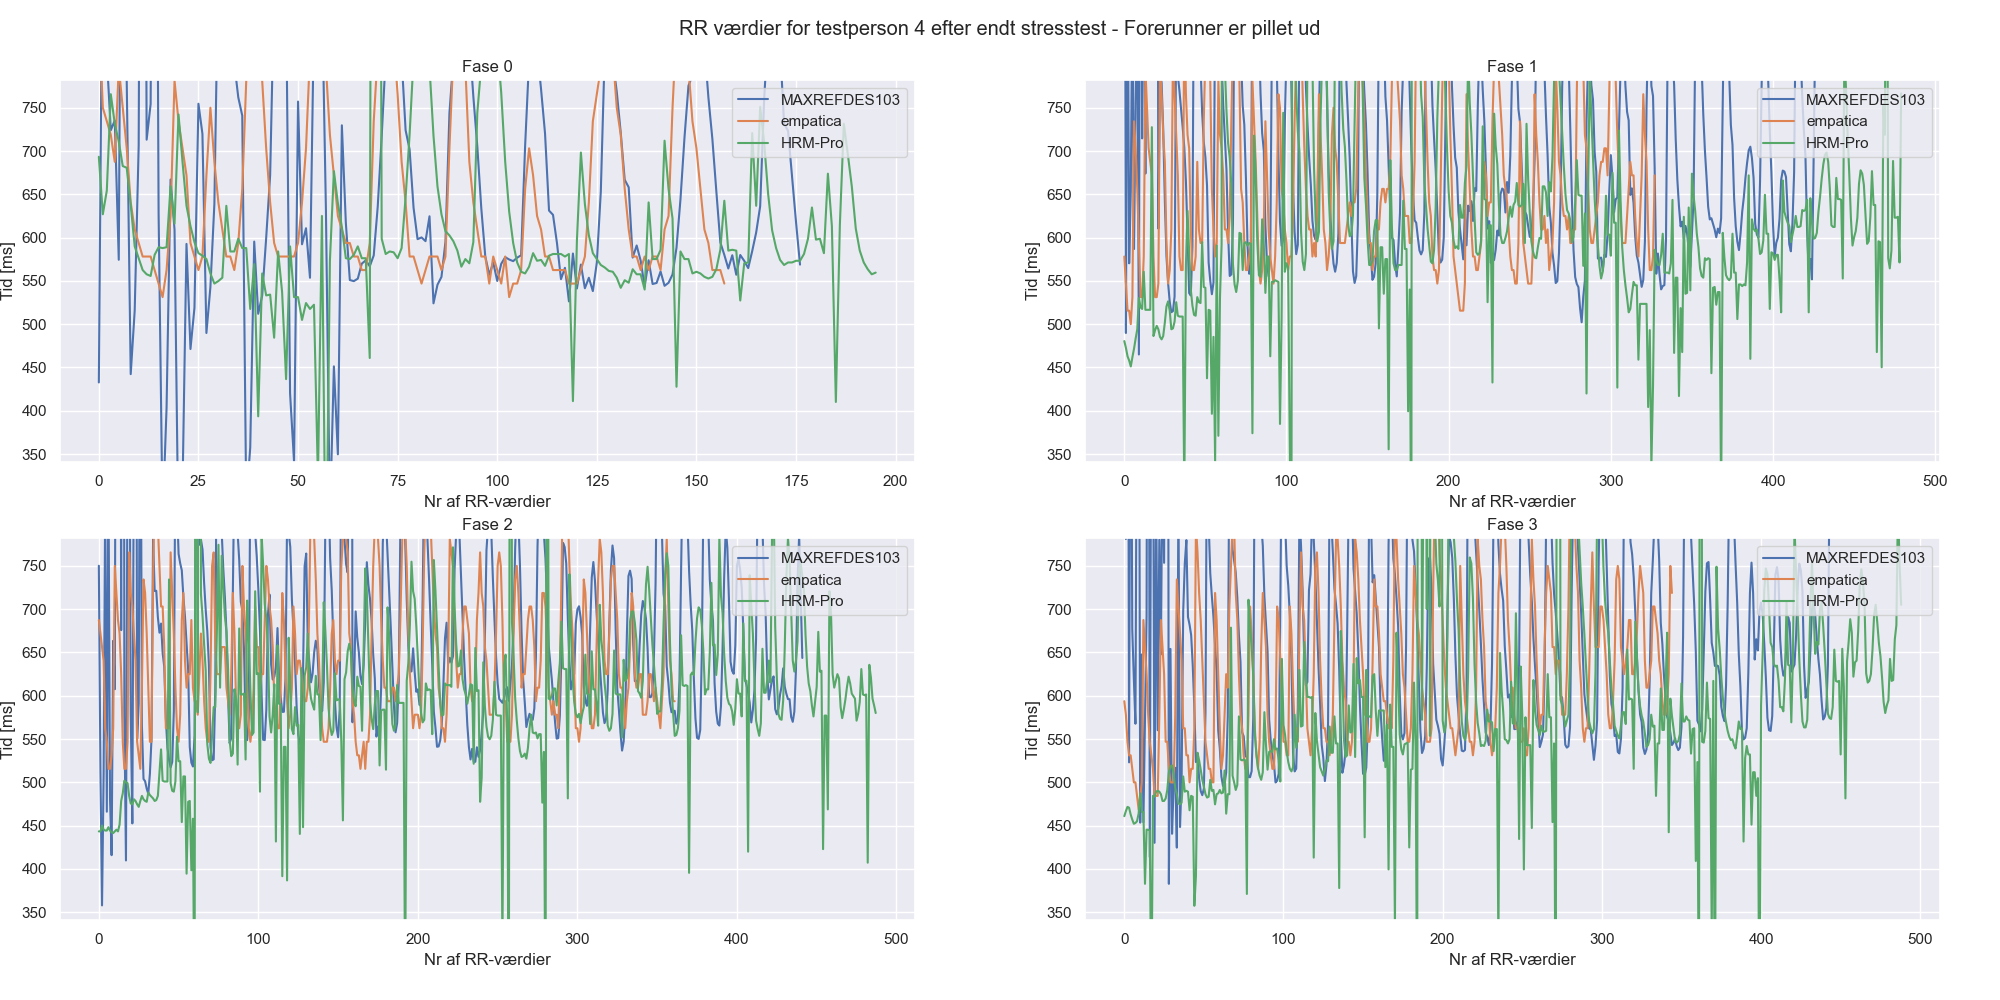 RR værdier for testperson 4 efter endt stresstest - Forerunner er pillet ud
Fase 0
750
700
650
600
550
500
450
400
350
Tid [ms]
MAXREFDES103
empatica
HRM-Pro
0 25 50 75 100 125 150 175 200
Nr af RR-værdier
Fase 1
750
700
650
600
550
500
450
400
350
Tid [ms]
MAXREFDES103
empatica
HRM-Pro
0 100 200 300 400 500
Nr af RR-værdier
Fase 2
750
700
650
600
550
500
450
400
350
Tid [ms]
MAXREFDES103
empatica
HRM-Pro
0 100 200 300 400 500
Nr af RR-værdier
Fase 3
750
700
650
600
550
500
450
400
350
Tid [ms]
MAXREFDES103
empatica
HRM-Pro
0 100 200 300 400 500
Nr af RR-værdier